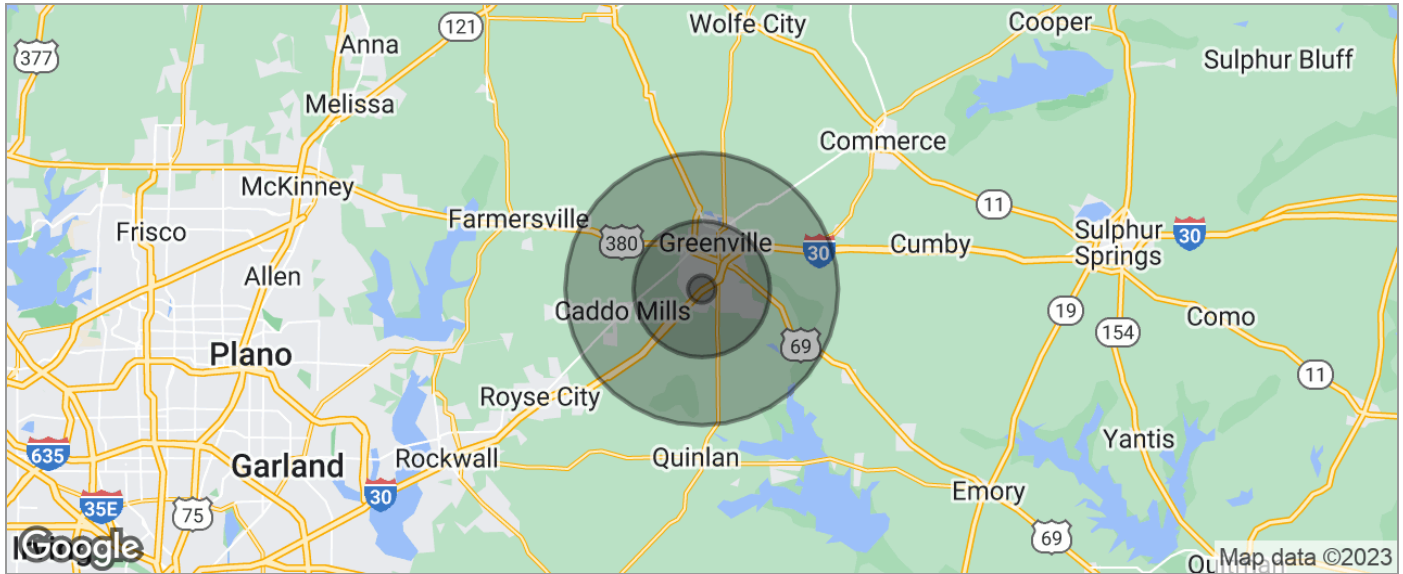 Wolfe City
Cooper
121
Anna
377
Sulphur Bluff
Melissa
Commerce
McKinney
11
Farmersville
Frisco
380
Greenville
30
Cumby
Sulphur
Springs
30
Allen
Caddo Mills
19
154
Como
Plano
69
11
Royse City
Yantis
635
Garland
Rockwall
Quinlan
30
Emory
35E
75
69
Google
Map data ©2023